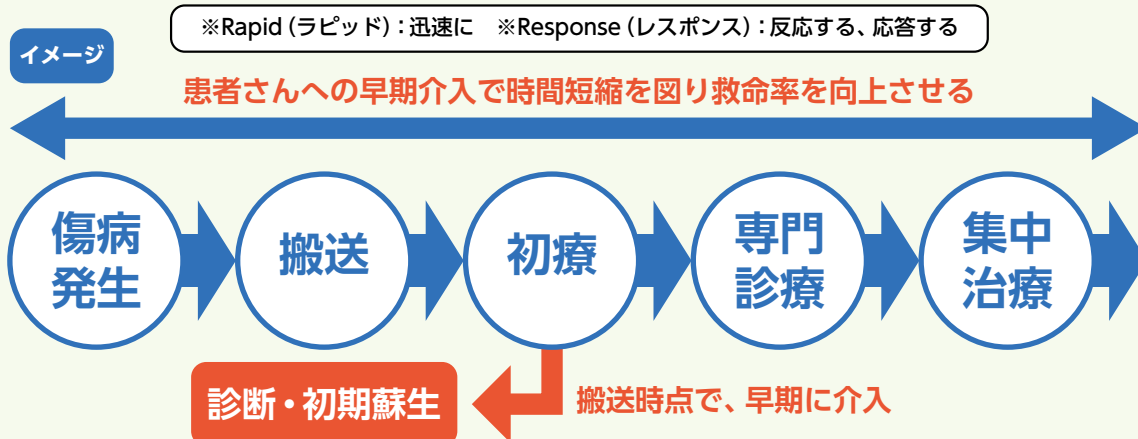 ※Rapid（ラピッド）：迅速に　※Response（レスポンス）：反応する、応答する
イメージ
患者さんへの早期介入で時間短縮を図り救命率を向上させる
傷病
発生
搬送
初療
専門
診療
集中
治療
診断・初期蘇生
搬送時点で、早期に介入